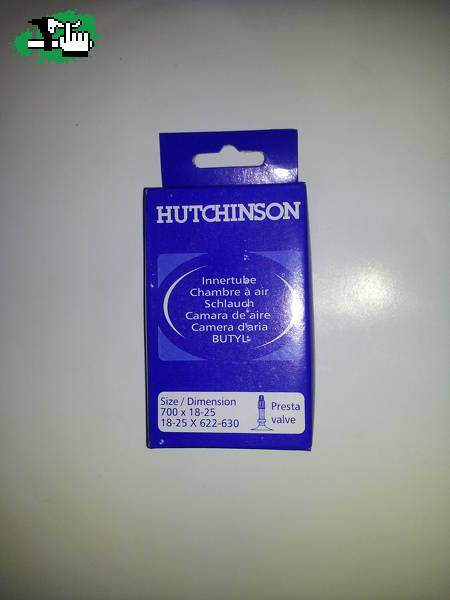 HUTCHINSON
Innertube
Chambre à air
Schlauch
Camara de aire
Camera d'aria
BUTYL
Size / Dimension
700 x 18-25
18-25 X 622-630
Presta
valve